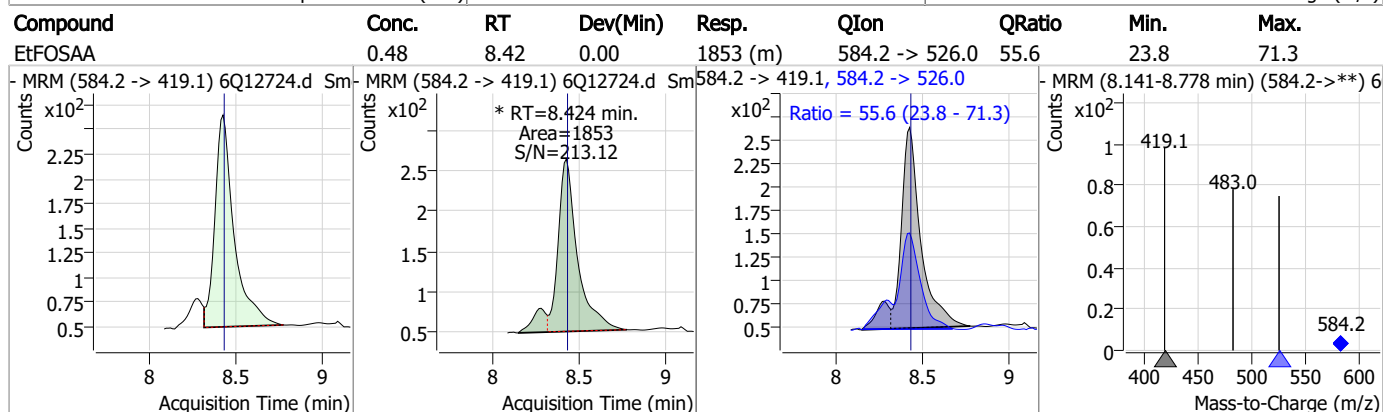 Compound Conc. RT Dev(Min) Resp. QIon QRatio Min. Max.
EtFOSAA 0.48 8.42 0.00 1853 (m) 584.2 -> 526.0 55.6 23.8 71.3
- MRM (584.2 -> 419.1) 6Q12724.d Sm
Counts
x10²
2.25
2
1.75
1.5
1.25
1
0.75
0.5
8 8.5 9
Acquisition Time (min)
- MRM (584.2 -> 419.1) 6Q12724.d Sm
Counts
x10²
* RT=8.424 min.
Area=1853
S/N=213.12
2.5
2
1.5
1
0.5
8 8.5 9
Acquisition Time (min)
584.2 -> 419.1, 584.2 -> 526.0
Counts
x10²
Ratio = 55.6 (23.8 - 71.3)
2.5
2.25
2
1.75
1.5
1.25
1
0.75
0.5
8 8.5 9
Acquisition Time (min)
- MRM (8.141-8.778 min) (584.2->**) 6
Counts
x10²
419.1
483.0
584.2
1
0.8
0.6
0.4
0.2
0
400 450 500 550 600
Mass-to-Charge (m/z)